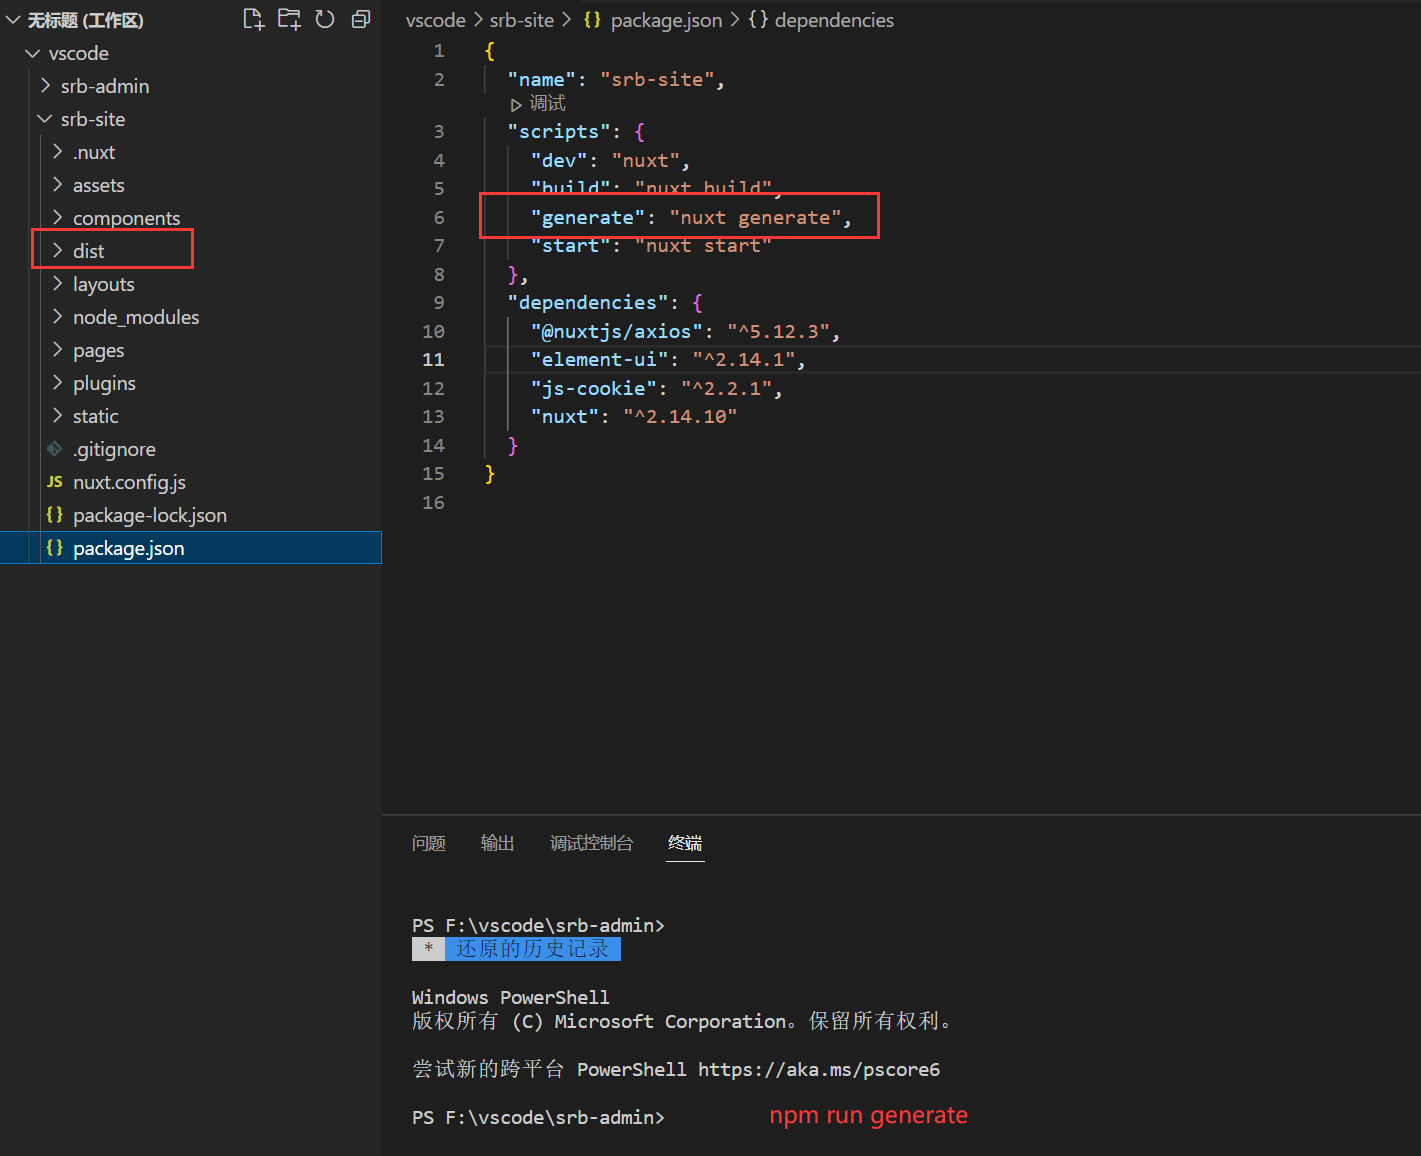 无标题 (工作区)
vscode
srb-admin
srb-site
.nuxt
assets
components
dist
layouts
node_modules
pages
plugins
static
.gitignore
JS nuxt.config.js
{} package-lock.json
{} package.json
vscode > srb-site > {} package.json > {} dependencies
1 {
2 "name": "srb-site",
调试
3 "scripts": {
4 "dev": "nuxt",
5 "build": "nuxt build",
6 "generate": "nuxt generate",
7 "start": "nuxt start"
8 },
9 "dependencies": {
10 "@nuxtjs/axios": "^5.12.3",
11 "element-ui": "^2.14.1",
12 "js-cookie": "^2.2.1",
13 "nuxt": "^2.14.10"
14 }
15 }
16
问题 输出 调试控制台 终端
PS F:\vscode\srb-admin>
* 还原的历史记录
Windows PowerShell
版权所有 (C) Microsoft Corporation。保留所有权利。
尝试新的跨平台 PowerShell https://aka.ms/pscore6
PS F:\vscode\srb-admin> npm run generate